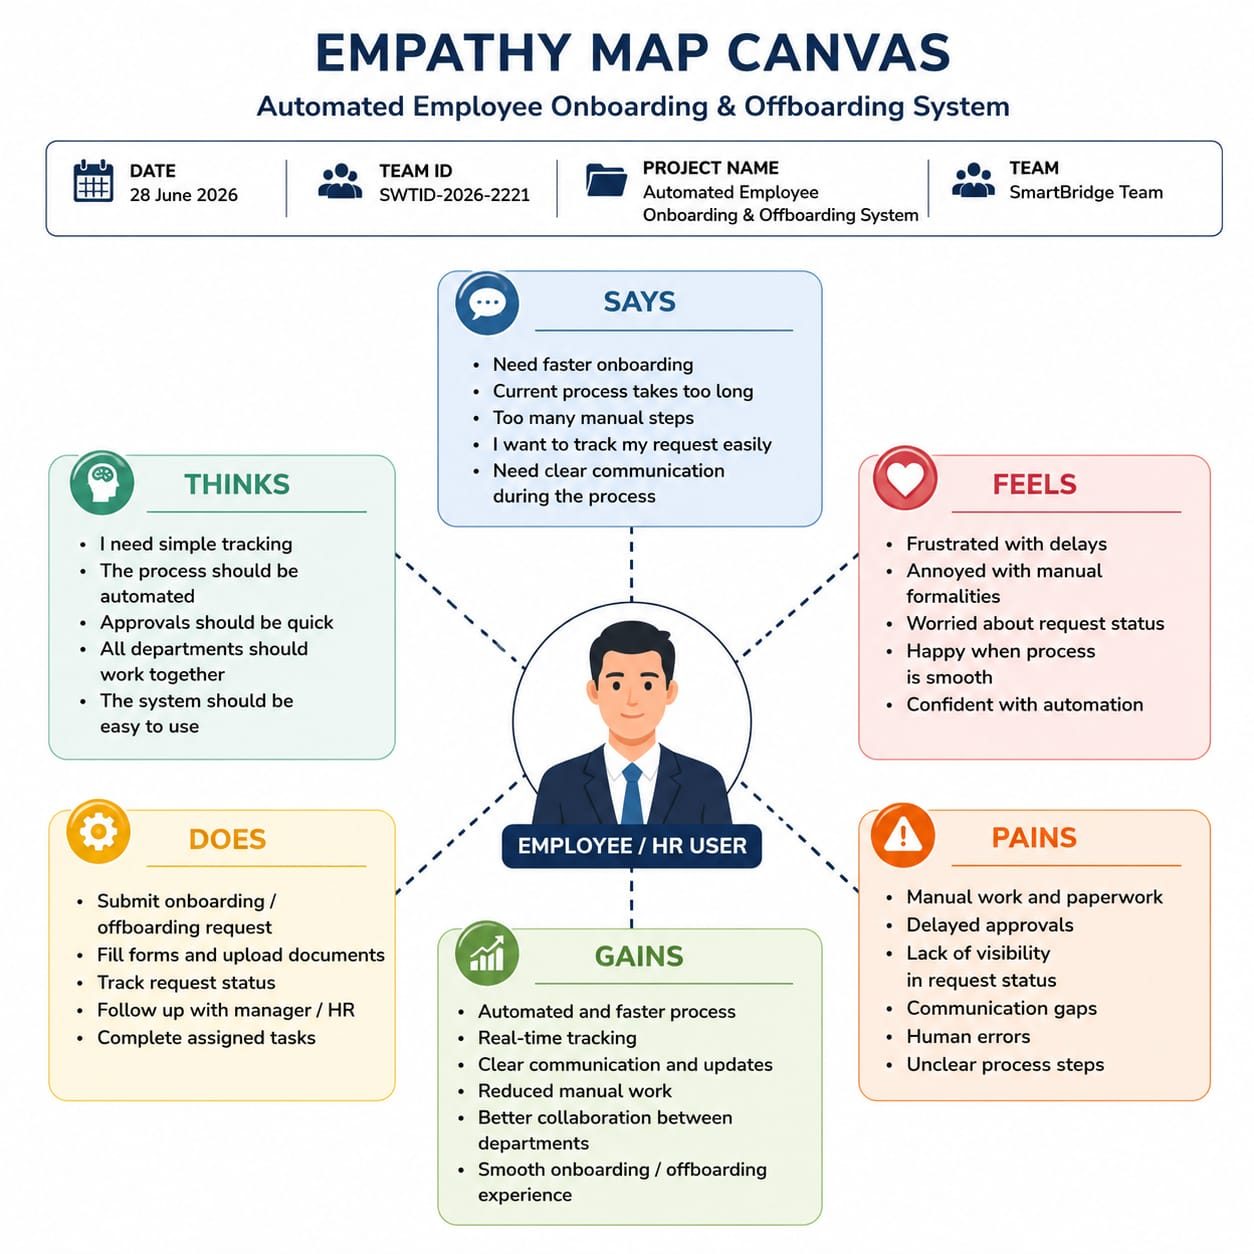 EMPATHY MAP CANVAS
Automated Employee Onboarding & Offboarding System
DATE
28 June 2026
TEAM ID
SWTID-2026-2221
PROJECT NAME
Automated Employee
Onboarding & Offboarding System
TEAM
SmartBridge Team
SAYS
• Need faster onboarding
• Current process takes too long
• Too many manual steps
• I want to track my request easily
• Need clear communication
during the process
THINKS
• I need simple tracking
• The process should be
automated
• Approvals should be quick
• All departments should
work together
• The system should be
easy to use
FEELS
• Frustrated with delays
• Annoyed with manual
formalities
• Worried about request status
• Happy when process
is smooth
• Confident with automation
EMPLOYEE / HR USER
DOES
• Submit onboarding /
offboarding request
• Fill forms and upload documents
• Track request status
• Follow up with manager / HR
• Complete assigned tasks
PAINS
• Manual work and paperwork
• Delayed approvals
• Lack of visibility
in request status
• Communication gaps
• Human errors
• Unclear process steps
GAINS
• Automated and faster process
• Real-time tracking
• Clear communication and updates
• Reduced manual work
• Better collaboration between
departments
• Smooth onboarding / offboarding
experience